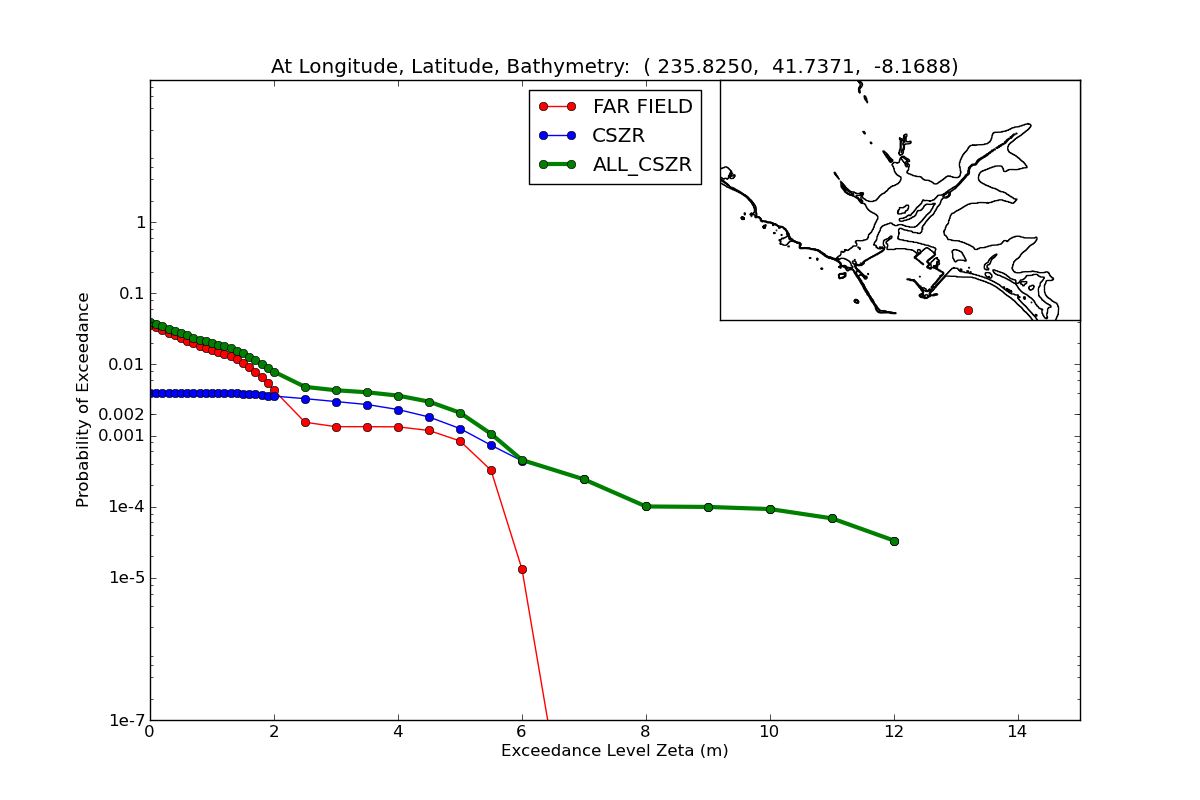 At Longitude, Latitude, Bathymetry:  ( 235.8250,  41.7371,  -8.1688)
FAR FIELD
CSZR
ALL_CSZR
1
0.1
0.01
0.002
0.001
1e-4
1e-5
1e-7
Probability of Exceedance
0 2 4 6 8 10 12 14
Exceedance Level Zeta (m)